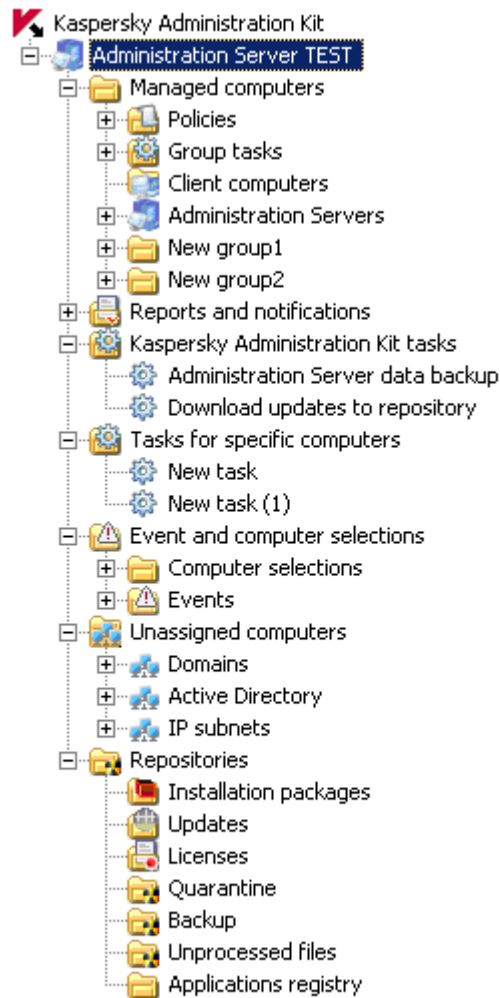 Kaspersky Administration Kit
Administration Server TEST
Managed computers
Policies
Group tasks
Client computers
Administration Servers
New group1
New group2
Reports and notifications
Kaspersky Administration Kit tasks
Administration Server data backup
Download updates to repository
Tasks for specific computers
New task
New task (1)
Event and computer selections
Computer selections
Events
Unassigned computers
Domains
Active Directory
IP subnets
Repositories
Installation packages
Updates
Licenses
Quarantine
Backup
Unprocessed files
Applications registry